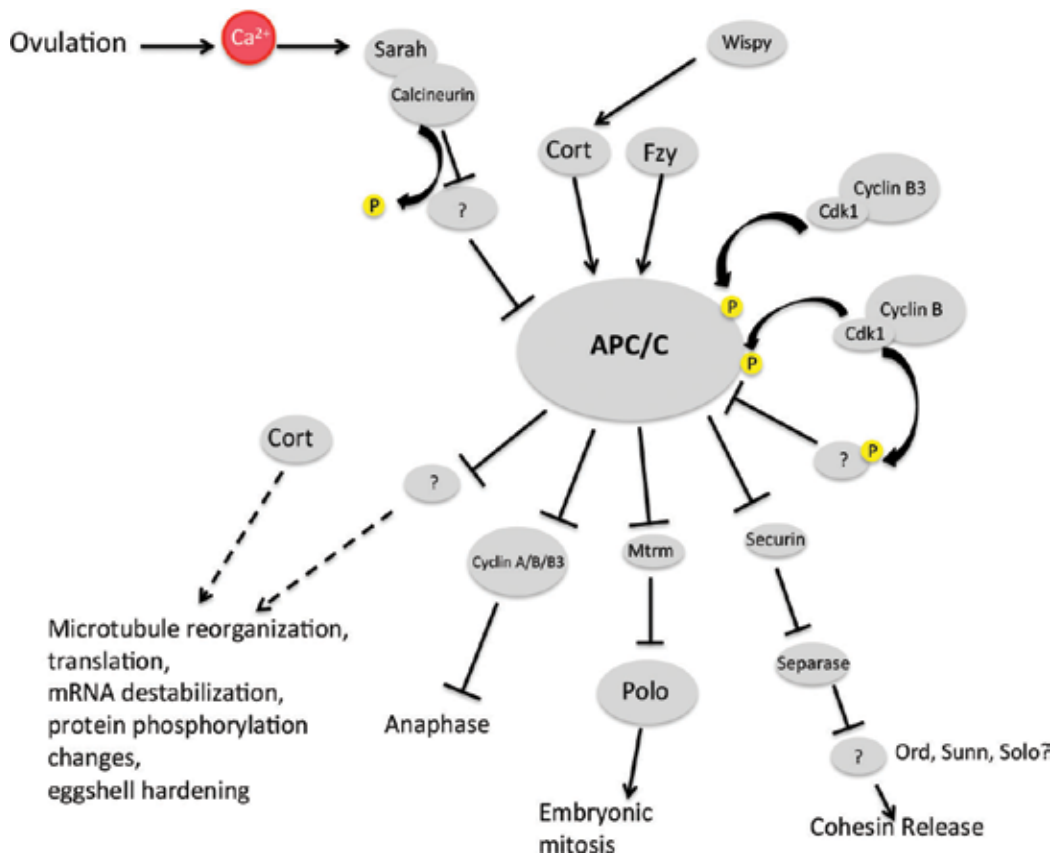 Ovulation
Ca²⁺
Sarah
Calcineurin
P
?
Wispy
Cort
Fzy
Cyclin B3
Cdk1
P
APC/C
Cyclin B
Cdk1
P
?
P
Cort
?
Cyclin A/B/B3
Mtrm
Securin
Microtubule reorganization,
translation,
mRNA destabilization,
protein phosphorylation
changes,
eggshell hardening
Anaphase
Polo
Separase
?
Ord, Sunn, Solo?
Embryonic
mitosis
Cohesin Release